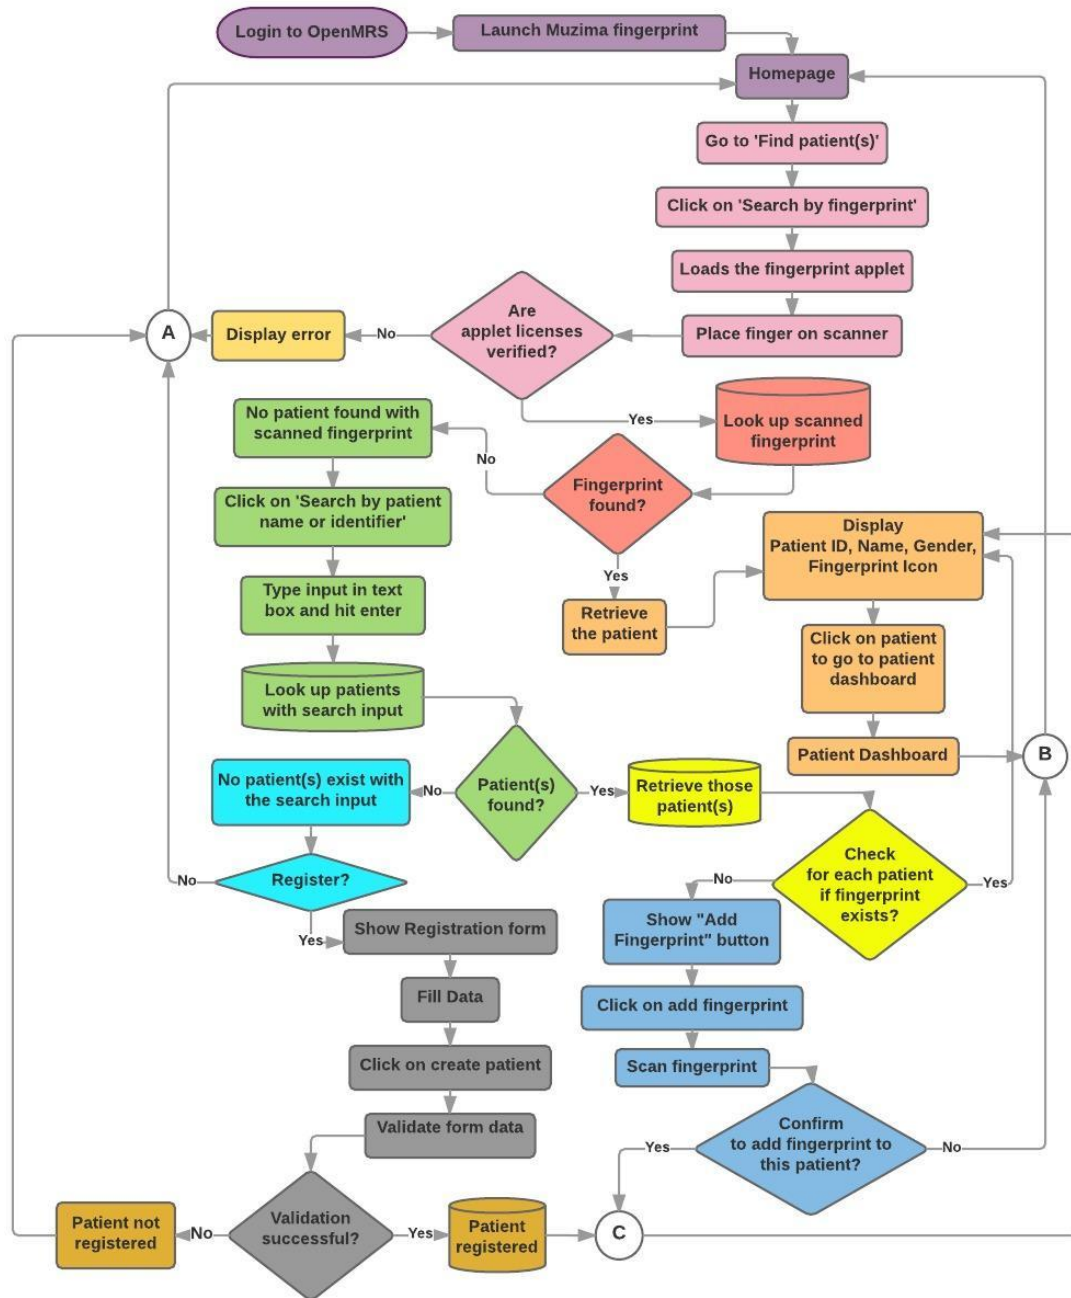 Login to OpenMRS
Launch Muzima fingerprint
Homepage
Go to 'Find patient(s)'
Click on 'Search by fingerprint'
Loads the fingerprint applet
Place finger on scanner
Are
applet licenses
verified?
No
Display error
A
Yes
Look up scanned
fingerprint
Fingerprint
found?
No
No patient found with
scanned fingerprint
Click on 'Search by patient
name or identifier'
Type input in text
box and hit enter
Look up patients
with search input
Yes
Retrieve
the patient
Display
Patient ID, Name, Gender,
Fingerprint Icon
Click on patient
to go to patient
dashboard
Patient Dashboard
B
Patient(s)
found?
No
No patient(s) exist with
the search input
Yes
Retrieve those
patient(s)
Check
for each patient
if fingerprint
exists?
Yes
No
Register?
No
Yes
Show Registration form
Fill Data
Click on create patient
Validate form data
Validation
successful?
No
Patient not
registered
Yes
Patient
registered
C
Show "Add
Fingerprint" button
Click on add fingerprint
Scan fingerprint
Confirm
to add fingerprint to
this patient?
Yes
No